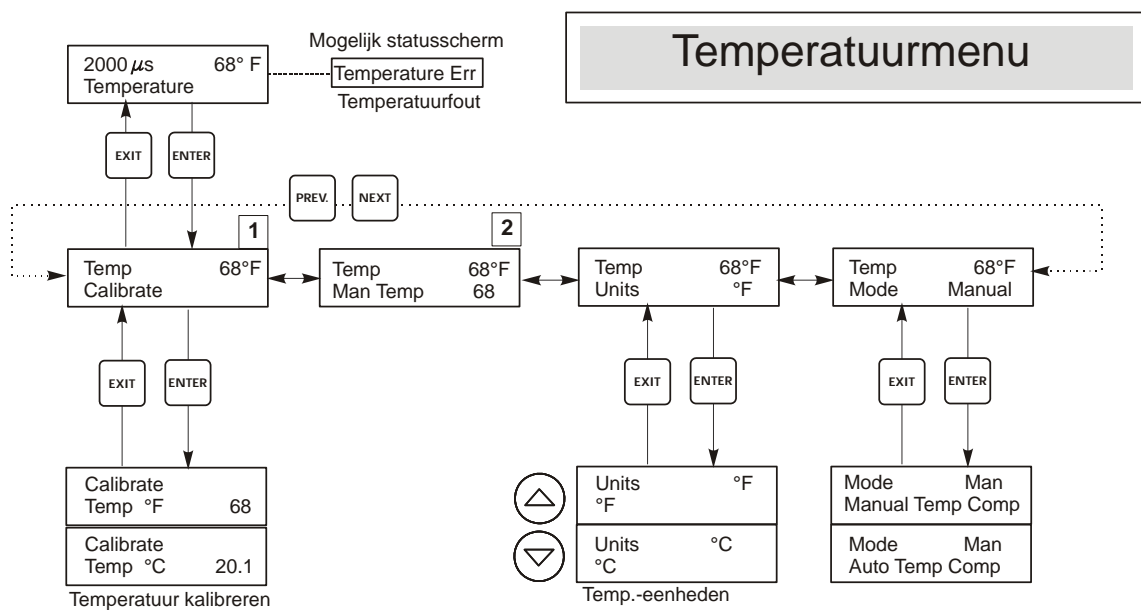 Temperatuurmenu
Mogelijk statusscherm
2000 µs 68° F
Temperature
Temperature Err
Temperatuurfout
EXIT ENTER
PREV. NEXT
1
2
Temp 68°F
Calibrate
Temp 68°F
Man Temp 68
Temp 68°F
Units °F
Temp 68°F
Mode Manual
EXIT ENTER
EXIT ENTER
EXIT ENTER
Calibrate
Temp °F 68
Calibrate
Temp °C 20.1
Temperatuur kalibreren
Units °F
°F
Units °C
°C
Temp.-eenheden
Mode Man
Manual Temp Comp
Mode Man
Auto Temp Comp